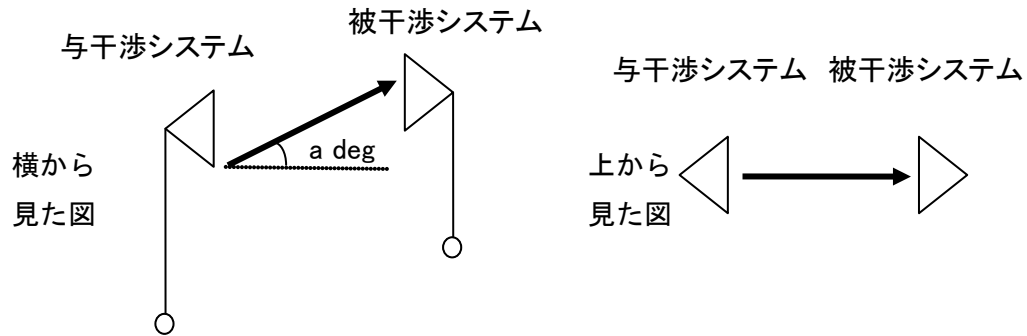 与干渉システム
被干渉システム
a deg
横から
見た図
与干渉システム 被干渉システム
上から
見た図